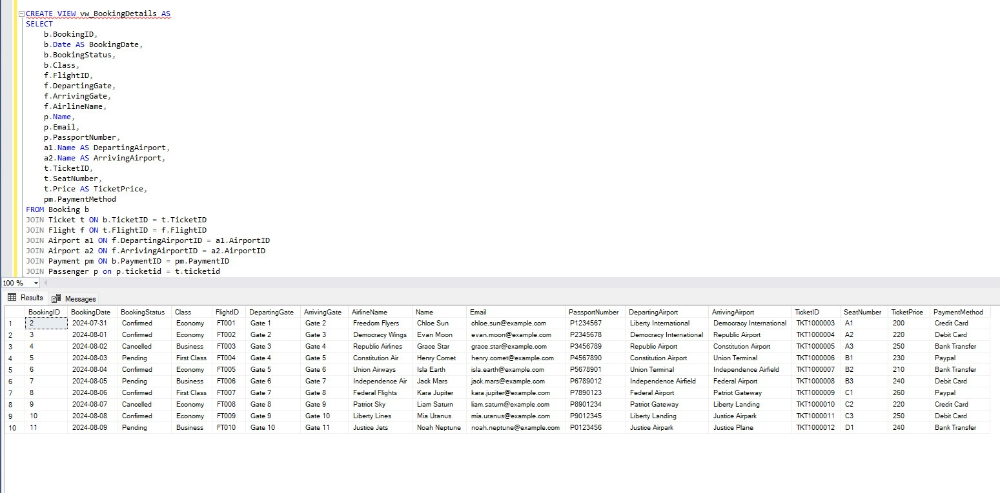 CREATE VIEW vw_BookingDetails AS
SELECT
b.BookingID,
b.Date AS BookingDate,
b.BookingStatus,
b.Class,
f.FlightID,
f.DepartingGate,
f.ArrivingGate,
f.AirlineName,
p.Name,
p.Email,
p.PassportNumber,
a1.Name AS DepartingAirport,
a2.Name AS ArrivingAirport,
t.TicketID,
t.SeatNumber,
t.Price AS TicketPrice,
pm.PaymentMethod
FROM Booking b
JOIN Ticket t ON b.TicketID = t.TicketID
JOIN Flight f ON t.FlightID = f.FlightID
JOIN Airport a1 ON f.DepartingAirportID = a1.AirportID
JOIN Airport a2 ON f.ArrivingAirportID = a2.AirportID
JOIN Payment pm ON b.PaymentID = pm.PaymentID
JOIN Passenger p on p.ticketid = t.ticketid
100 %
Results Messages
BookingID BookingDate BookingStatus Class FlightID DepartingGate ArrivingGate AirlineName Name Email PassportNumber DepartingAirport ArrivingAirport TicketID SeatNumber TicketPrice PaymentMethod
1 2 2024-07-31 Confirmed Economy FT001 Gate 1 Gate 2 Freedom Flyers Chloe Sun chloe.sun@example.com P1234567 Liberty International Democracy International TKT1000003 A1 200 Credit Card
2 3 2024-08-01 Confirmed Economy FT002 Gate 2 Gate 3 Democracy Wings Evan Moon evan.moon@example.com P2345678 Democracy International Republic Airport TKT1000004 A2 220 Debit Card
3 4 2024-08-02 Cancelled Business FT003 Gate 3 Gate 4 Republic Airlines Grace Star grace.star@example.com P3456789 Republic Airport Constitution Airport TKT1000005 A3 250 Bank Transfer
4 5 2024-08-03 Pending First Class FT004 Gate 4 Gate 5 Constitution Air Henry Comet henry.comet@example.com P4567890 Constitution Airport Union Terminal TKT1000006 B1 230 Paypal
5 6 2024-08-04 Confirmed Economy FT005 Gate 5 Gate 6 Union Airways Isla Earth isla.earth@example.com P5678901 Union Terminal Independence Airfield TKT1000007 B2 210 Bank Transfer
6 7 2024-08-05 Pending Business FT006 Gate 6 Gate 7 Independence Air Jack Mars jack.mars@example.com P6789012 Independence Airfield Federal Airport TKT1000008 B3 240 Debit Card
7 8 2024-08-06 Confirmed First Class FT007 Gate 7 Gate 8 Federal Flights Kara Jupiter kara.jupiter@example.com P7890123 Federal Airport Patriot Gateway TKT1000009 C1 260 Paypal
8 9 2024-08-07 Cancelled Economy FT008 Gate 8 Gate 9 Patriot Sky Liam Saturn liam.saturn@example.com P8901234 Patriot Gateway Liberty Landing TKT1000010 C2 220 Credit Card
9 10 2024-08-08 Confirmed Economy FT009 Gate 9 Gate 10 Liberty Lines Mia Uranus mia.uranus@example.com P9012345 Liberty Landing Justice Airpark TKT1000011 C3 250 Debit Card
10 11 2024-08-09 Pending Business FT010 Gate 10 Gate 11 Justice Jets Noah Neptune noah.neptune@example.com P0123456 Justice Airpark Justice Plane TKT1000012 D1 240 Bank Transfer